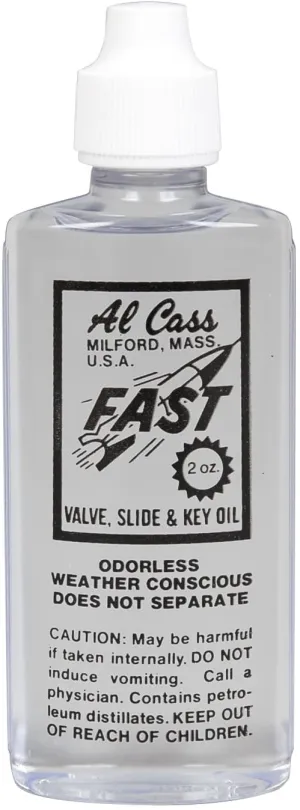 Al Cass
MILFORD, MASS.
U.S.A.
FAST
2 oz.
VALVE, SLIDE & KEY OIL
ODORLESS
WEATHER CONSCIOUS
DOES NOT SEPARATE
CAUTION: May be harmful
if taken internally. DO NOT
induce vomiting. Call a
physician. Contains petro-
leum distillates. KEEP OUT
OF REACH OF CHILDREN.